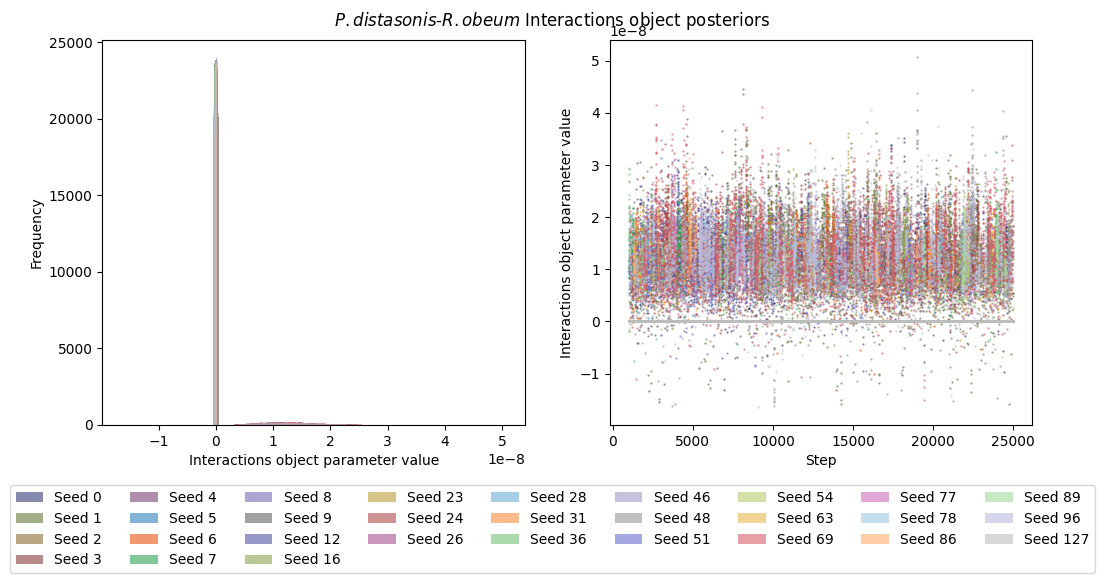 P. distasonis-R. obeum Interactions object posteriors
25000
20000
15000
10000
5000
0
Frequency
−1
0
1
2
3
4
5
1e−8
Interactions object parameter value
1e−8
5
4
3
2
1
0
−1
Interactions object parameter value
0
5000
10000
15000
20000
25000
Step
Seed 0
Seed 1
Seed 2
Seed 3
Seed 4
Seed 5
Seed 6
Seed 7
Seed 8
Seed 9
Seed 12
Seed 16
Seed 23
Seed 24
Seed 26
Seed 28
Seed 31
Seed 36
Seed 46
Seed 48
Seed 51
Seed 54
Seed 63
Seed 69
Seed 77
Seed 78
Seed 86
Seed 89
Seed 96
Seed 127